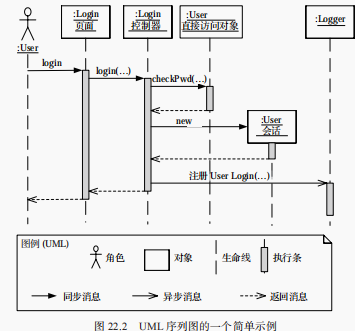 :Login
页面
:Login
控制器
:User
直接访问对象
:Logger
:User
login
login(…)
checkPwd(…)
new
:User
会话
注册 User Login(…)
图例 (UML)
角色
对象
生命线
执行条
同步消息
异步消息
返回消息
图 22.2 UML 序列图的一个简单示例